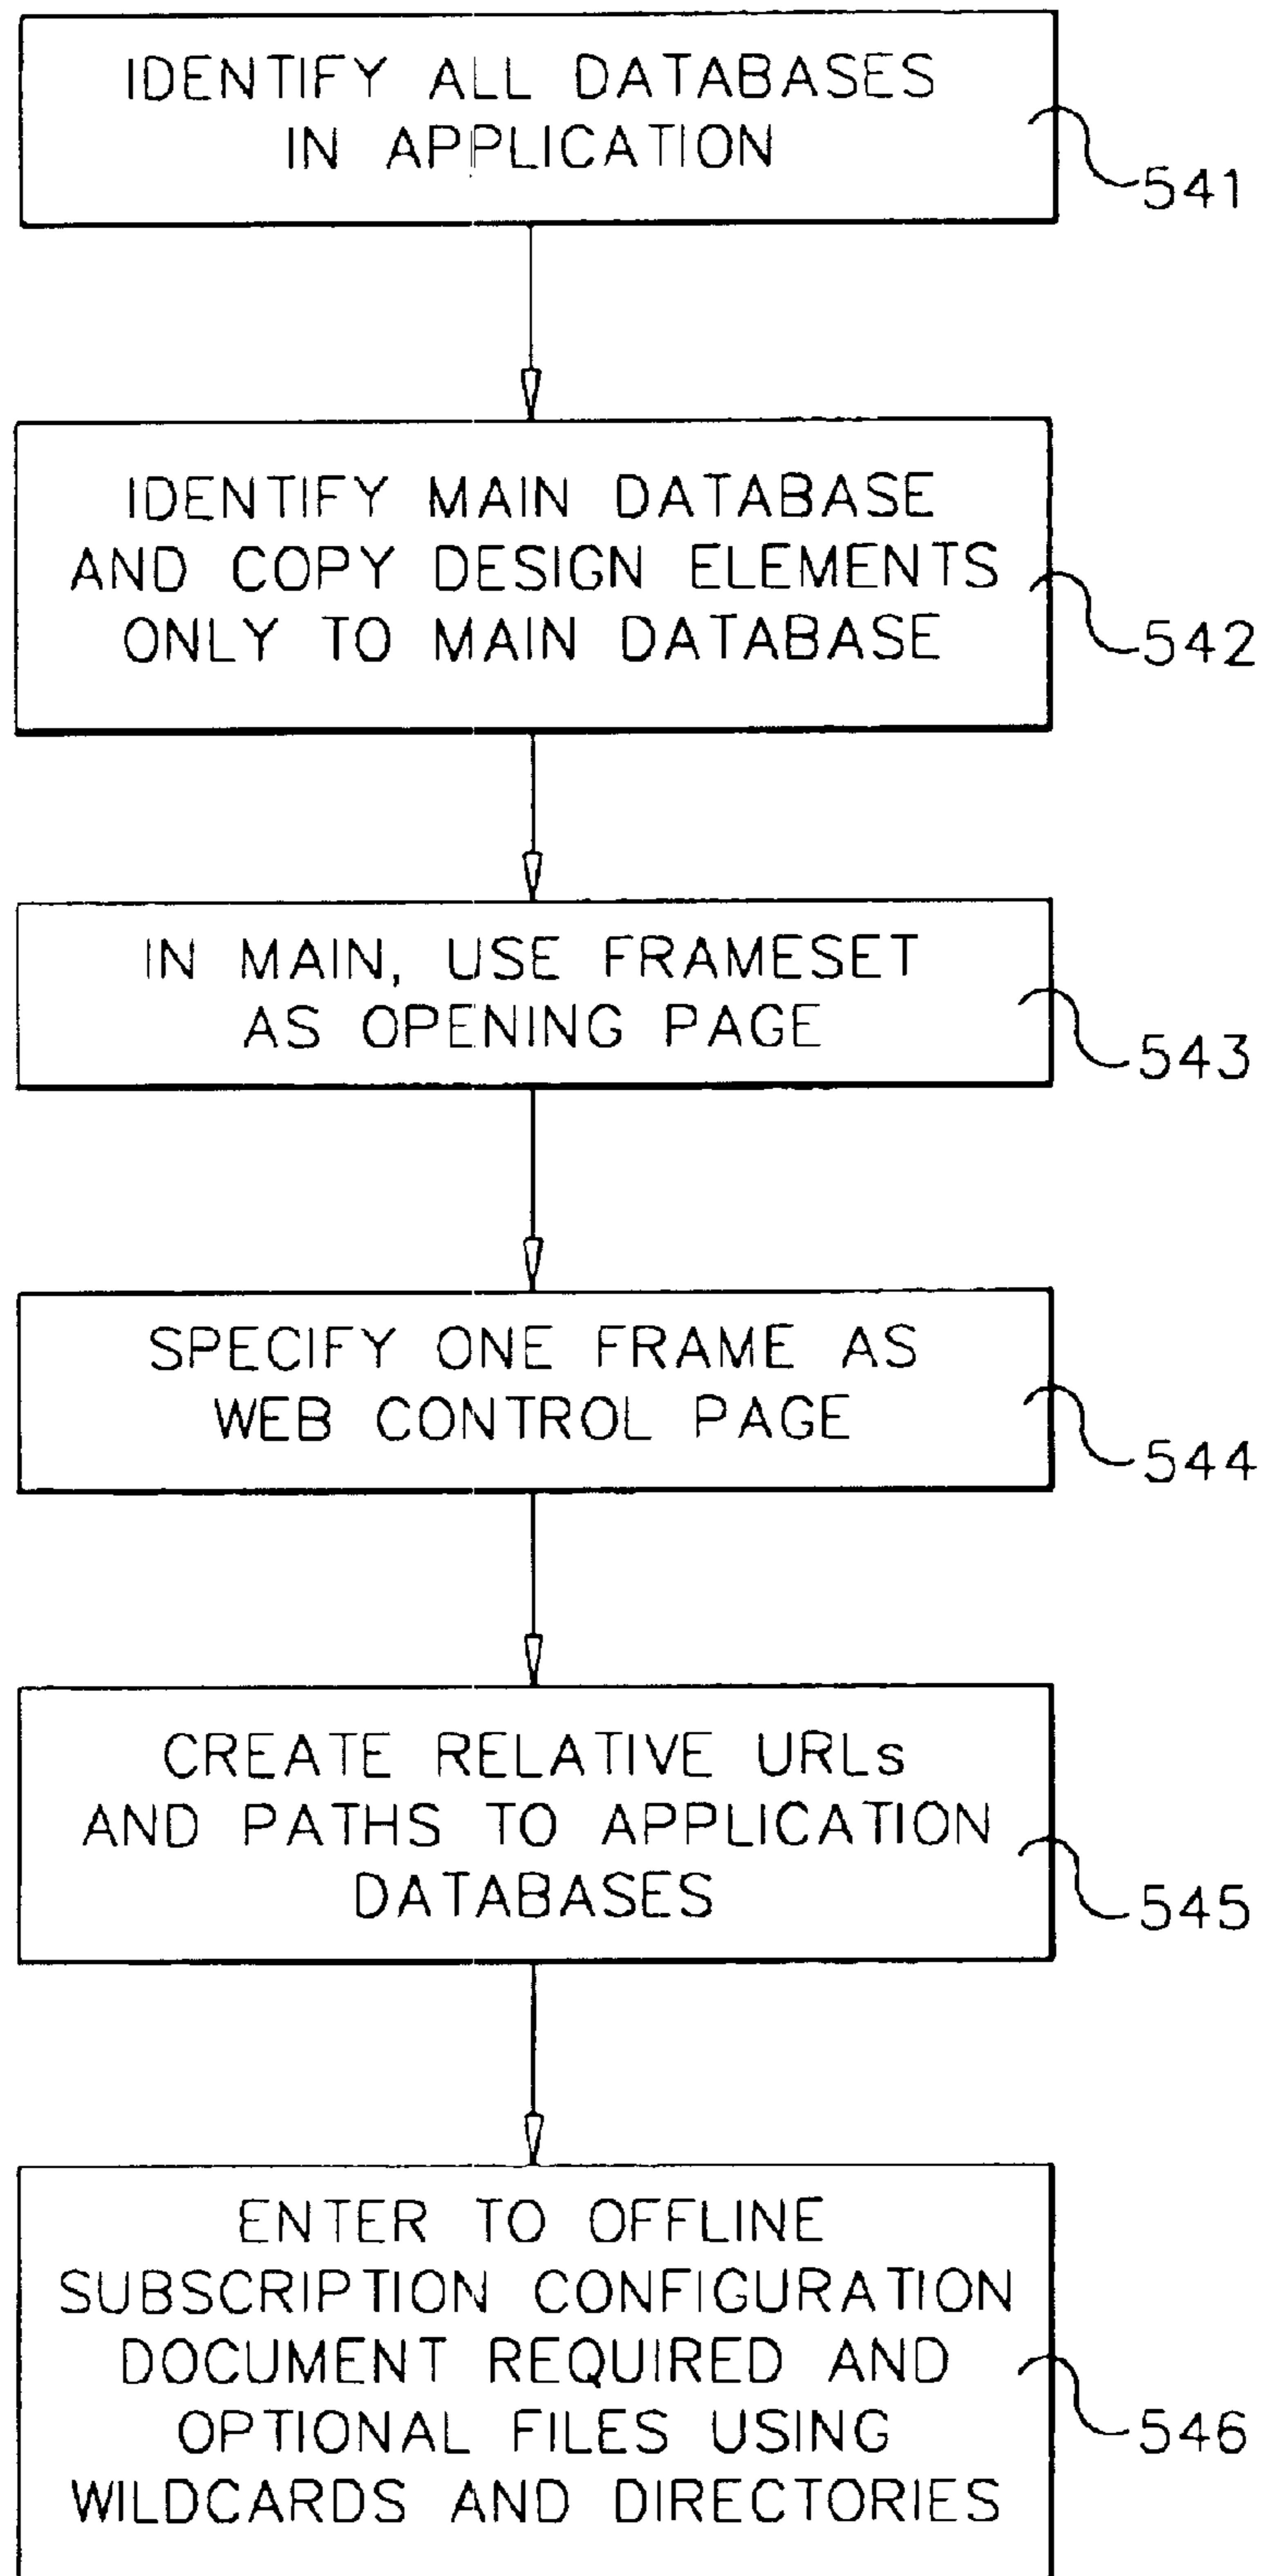 IDENTIFY ALL DATABASES
IN APPLICATION
541
IDENTIFY MAIN DATABASE
AND COPY DESIGN ELEMENTS
ONLY TO MAIN DATABASE
542
IN MAIN, USE FRAMESET
AS OPENING PAGE
543
SPECIFY ONE FRAME AS
WEB CONTROL PAGE
544
CREATE RELATIVE URLs
AND PATHS TO APPLICATION
DATABASES
545
ENTER TO OFFLINE
SUBSCRIPTION CONFIGURATION
DOCUMENT REQUIRED AND
OPTIONAL FILES USING
WILDCARDS AND DIRECTORIES
546